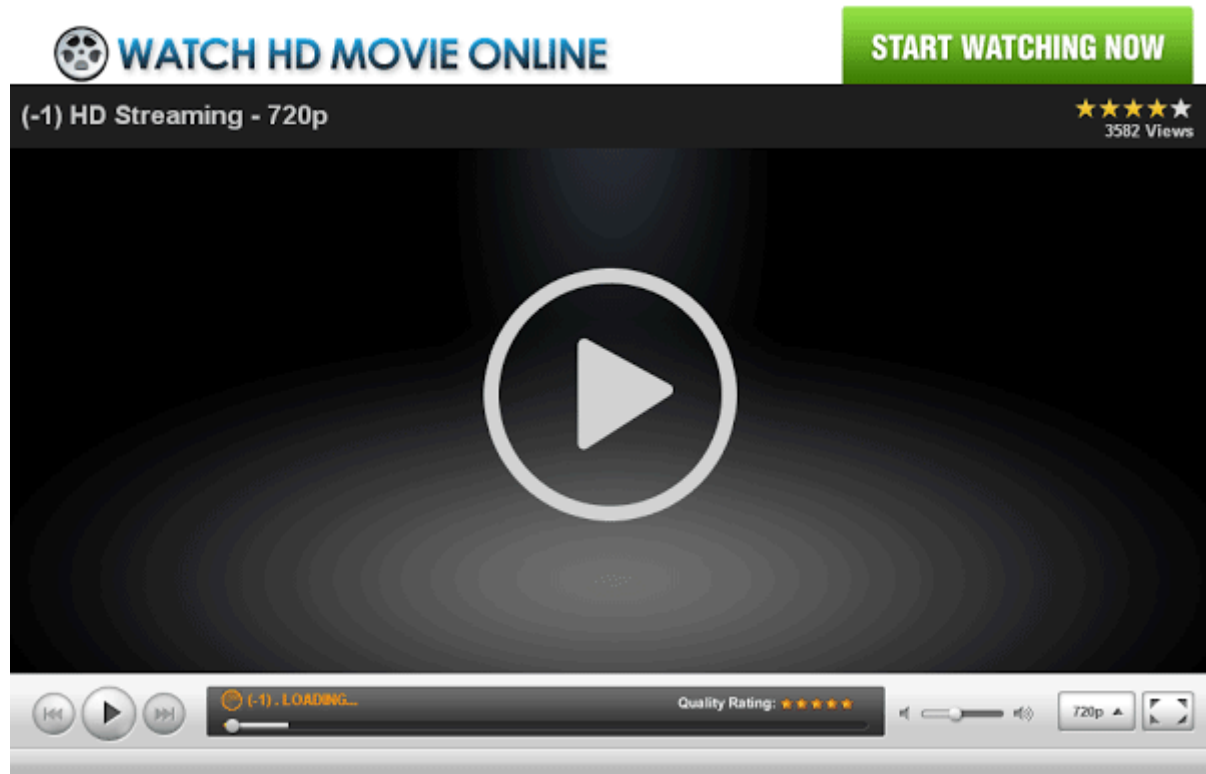 WATCH HD MOVIE ONLINE
START WATCHING NOW
(-1) HD Streaming - 720p
3582 Views
(-1) . LOADING...
Quality Rating:
720p